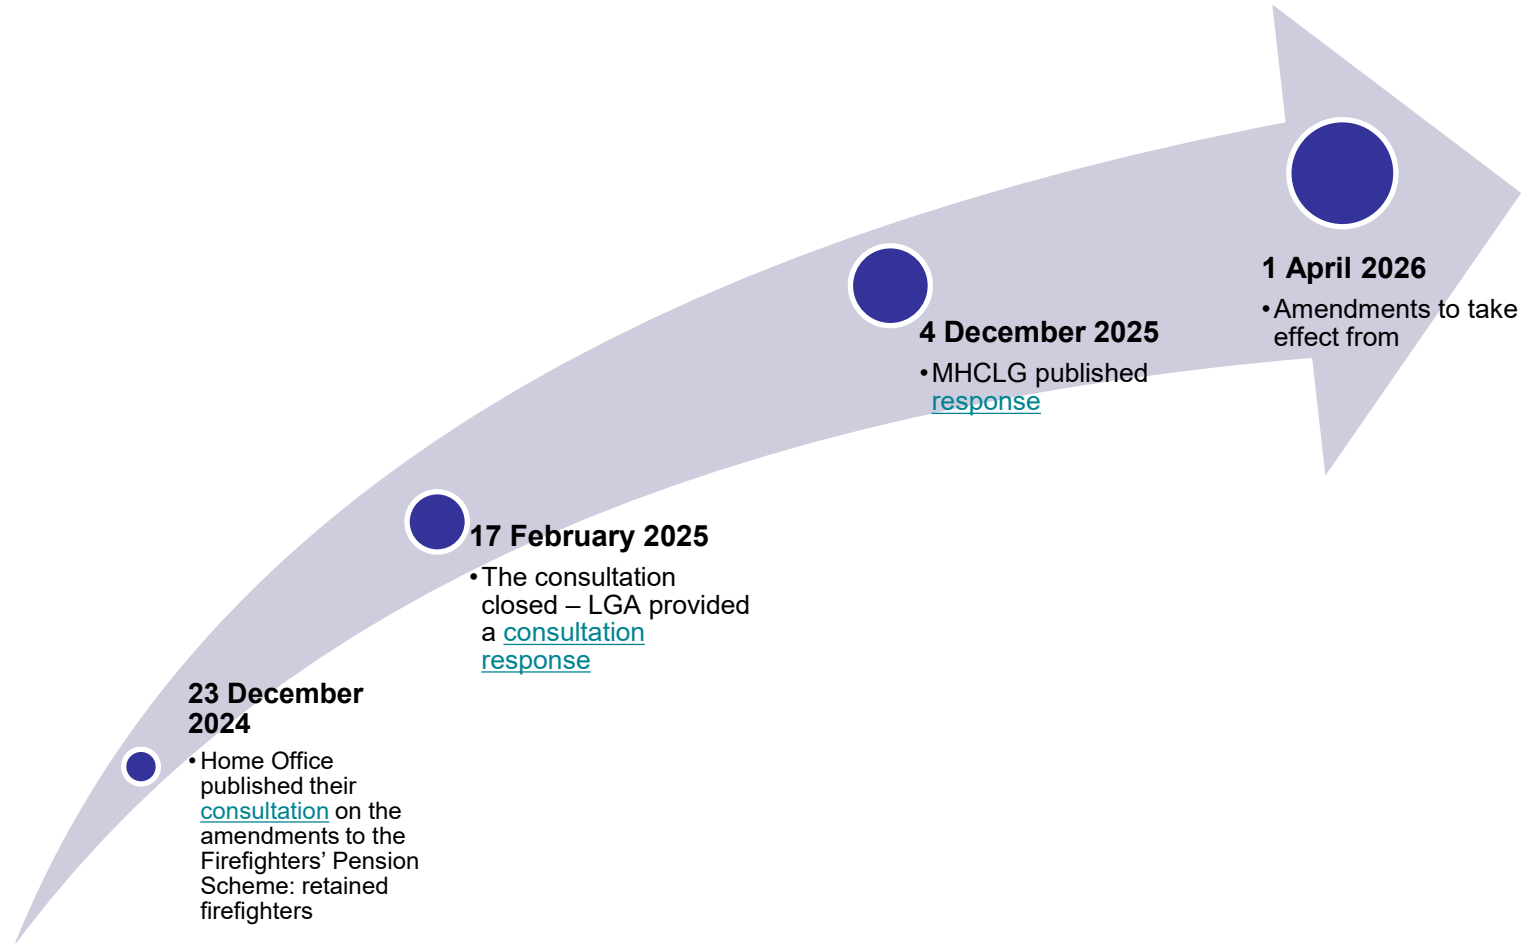 23 December
2024
•Home Office
published their
consultation on the
amendments to the
Firefighters’ Pension
Scheme: retained
firefighters
17 February 2025
•The consultation
closed – LGA provided
a consultation
response
4 December 2025
•MHCLG published
response
1 April 2026
•Amendments to take
effect from